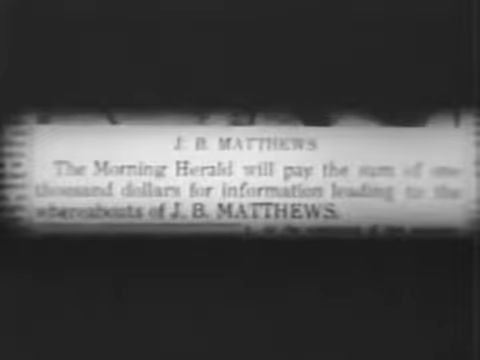 J. B. MATTHEWS
The Morning Herald will pay the sum of one
thousand dollars for information leading to the
whereabouts of J. B. MATTHEWS.